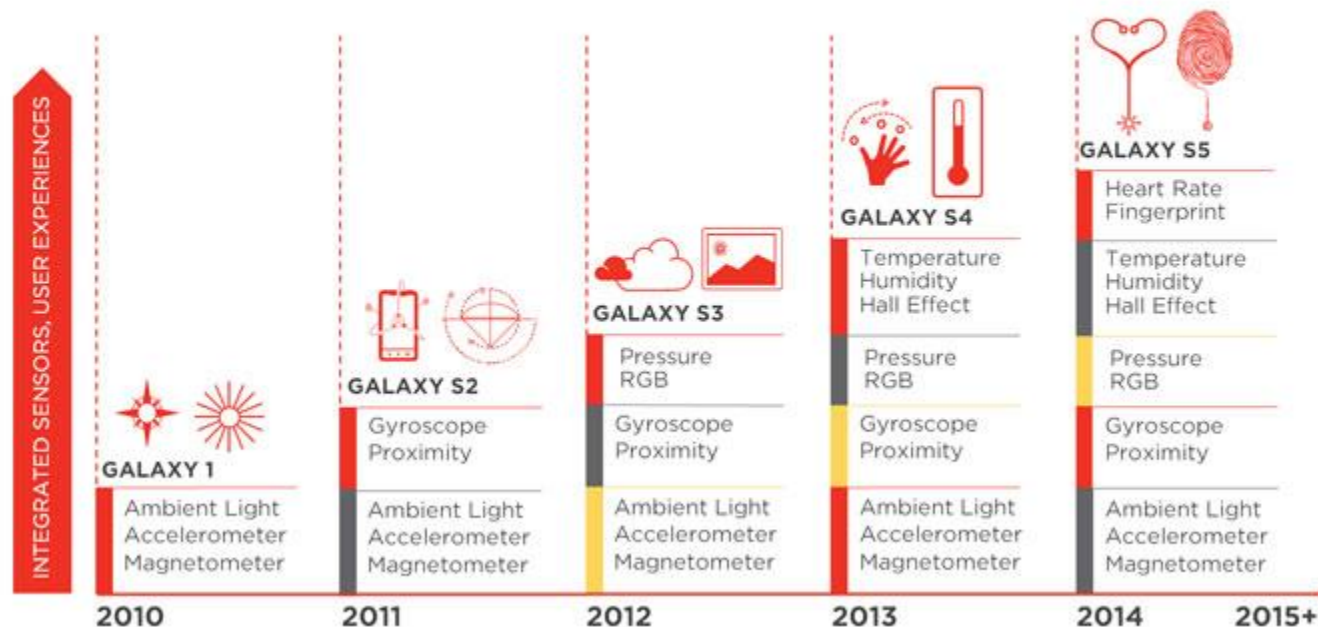 INTEGRATED SENSORS, USER EXPERIENCES
GALAXY 1
Ambient Light
Accelerometer
Magnetometer
2010
GALAXY S2
Gyroscope
Proximity
Ambient Light
Accelerometer
Magnetometer
2011
GALAXY S3
Pressure
RGB
Gyroscope
Proximity
Ambient Light
Accelerometer
Magnetometer
2012
GALAXY S4
Temperature
Humidity
Hall Effect
Pressure
RGB
Gyroscope
Proximity
Ambient Light
Accelerometer
Magnetometer
2013
GALAXY S5
Heart Rate
Fingerprint
Temperature
Humidity
Hall Effect
Pressure
RGB
Gyroscope
Proximity
Ambient Light
Accelerometer
Magnetometer
2014
2015+